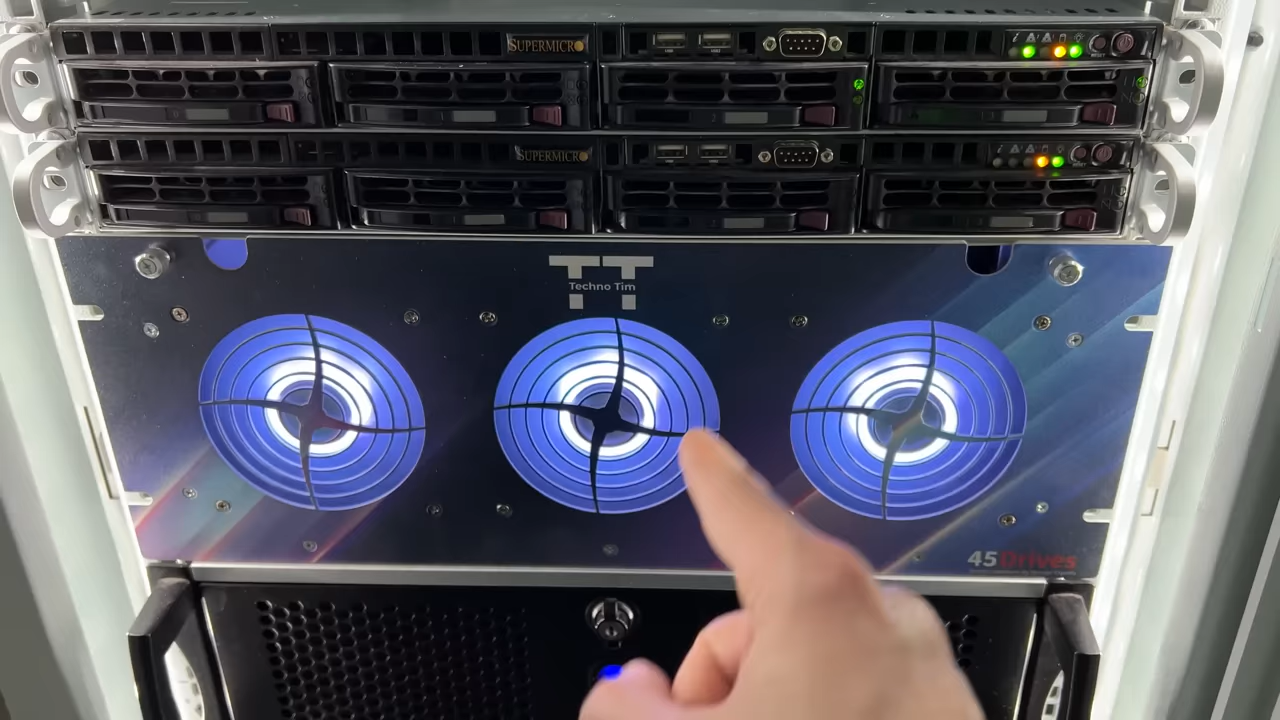 SUPERMICRO
SUPERMICRO
TT
Techno Tim
45Drives